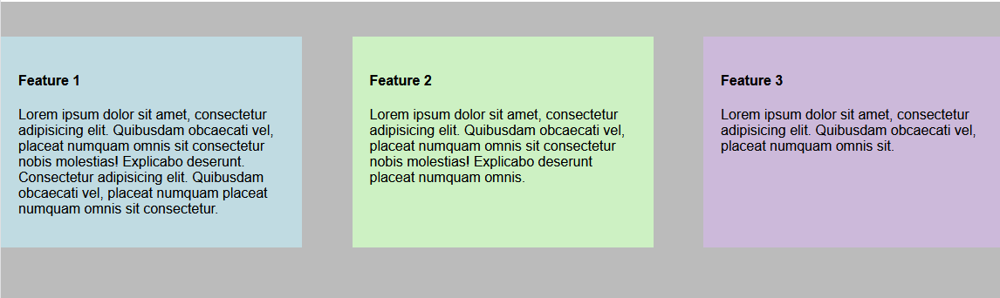 Feature 1
Lorem ipsum dolor sit amet, consectetur
adipisicing elit. Quibusdam obcaecati vel,
placeat numquam omnis sit consectetur
nobis molestias! Explicabo deserunt.
Consectetur adipisicing elit. Quibusdam
obcaecati vel, placeat numquam placeat
numquam omnis sit consectetur.
Feature 2
Lorem ipsum dolor sit amet, consectetur
adipisicing elit. Quibusdam obcaecati vel,
placeat numquam omnis sit consectetur
nobis molestias! Explicabo deserunt
placeat numquam omnis.
Feature 3
Lorem ipsum dolor sit amet, consectetur
adipisicing elit. Quibusdam obcaecati vel,
placeat numquam omnis sit.